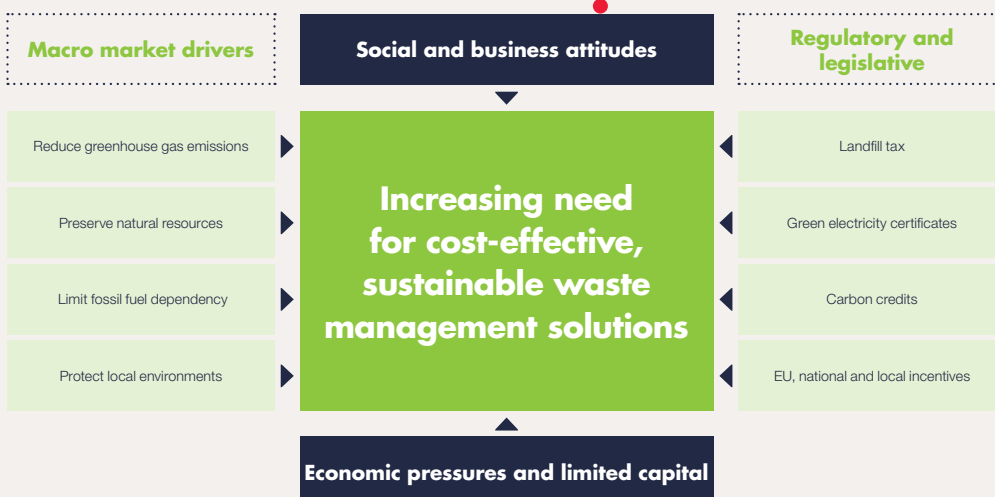 Macro market drivers
Social and business attitudes
Regulatory and
legislative
Reduce greenhouse gas emissions
Preserve natural resources
Limit fossil fuel dependency
Protect local environments
Increasing need
for cost-effective,
sustainable waste
management solutions
Landfill tax
Green electricity certificates
Carbon credits
EU, national and local incentives
Economic pressures and limited capital